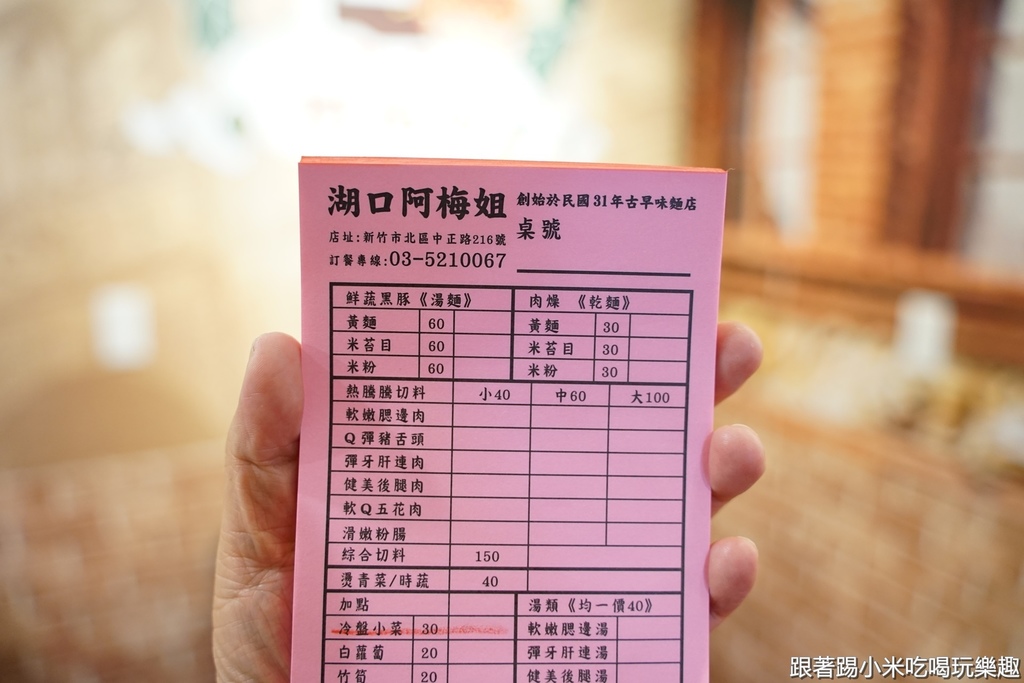 湖口阿梅姐 創始於民國31年古早味麵店
店址:新竹市北區中正路216號 桌號
訂餐專線:03-5210067
鮮蔬黑豚《湯麵》 肉燥《乾麵》
黃麵 60 黃麵 30
米苔目 60 米苔目 30
米粉 60 米粉 30
熱騰騰切料 小40 中60 大100
軟嫩腮邊肉
Q彈豬舌頭
彈牙肝連肉
健美後腿肉
軟Q五花肉
滑嫩粉腸
綜合切料 150
燙青菜/時蔬 40
加點 湯類《均一價40》
冷盤小菜 30 軟嫩腮邊湯
白蘿蔔 20 彈牙肝連湯
竹筍 20 健美後腿湯
跟著踢小米吃喝玩樂趣